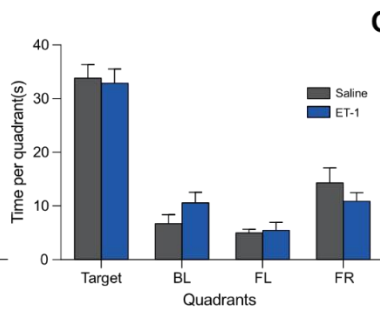 40
30
20
10
0
Time per quadrant(s)
Saline
ET-1
Target BL FL FR
Quadrants